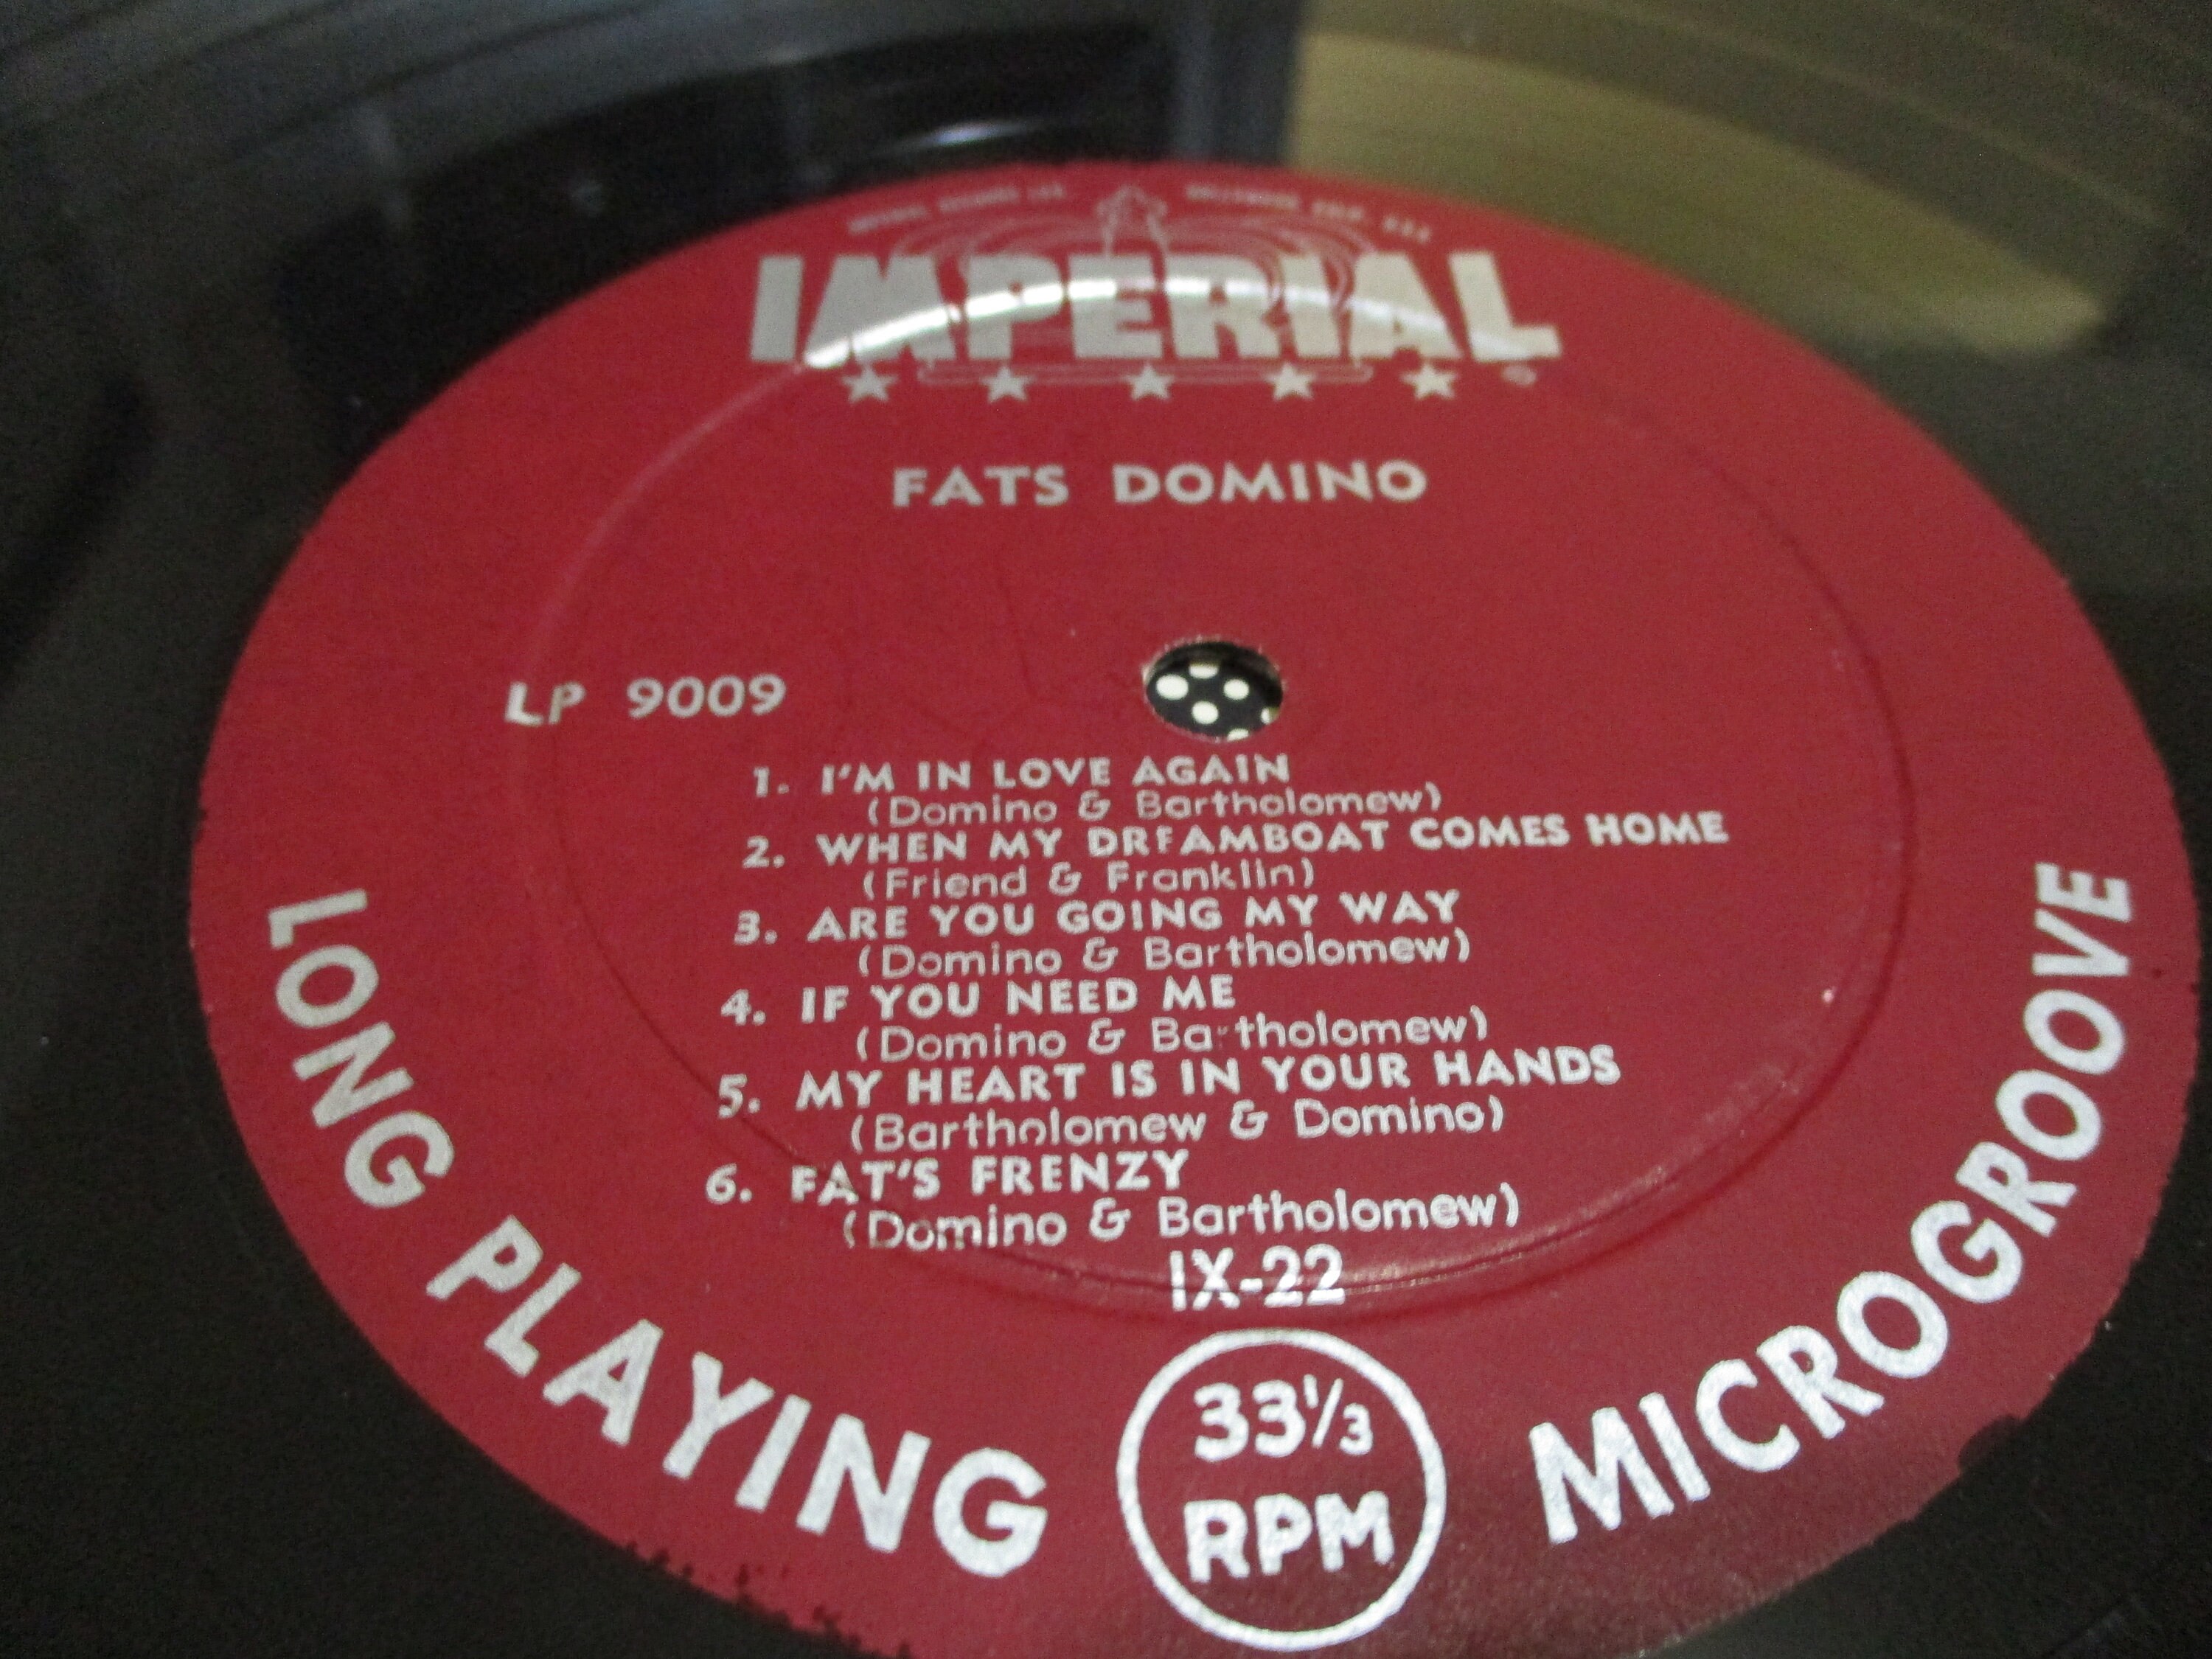 IMPERIAL
FATS DOMINO
LP 9009
1. I'M IN LOVE AGAIN
(Domino & Bartholomew)
2. WHEN MY DREAMBOAT COMES HOME
(Friend & Franklin)
3. ARE YOU GOING MY WAY
(Domino & Bartholomew)
4. IF YOU NEED ME
(Domino & Bartholomew)
5. MY HEART IS IN YOUR HANDS
(Bartholomew & Domino)
6. FAT'S FRENZY
(Domino & Bartholomew)
IX-22
LONG PLAYING
33 1/3
RPM
MICROGROOVE